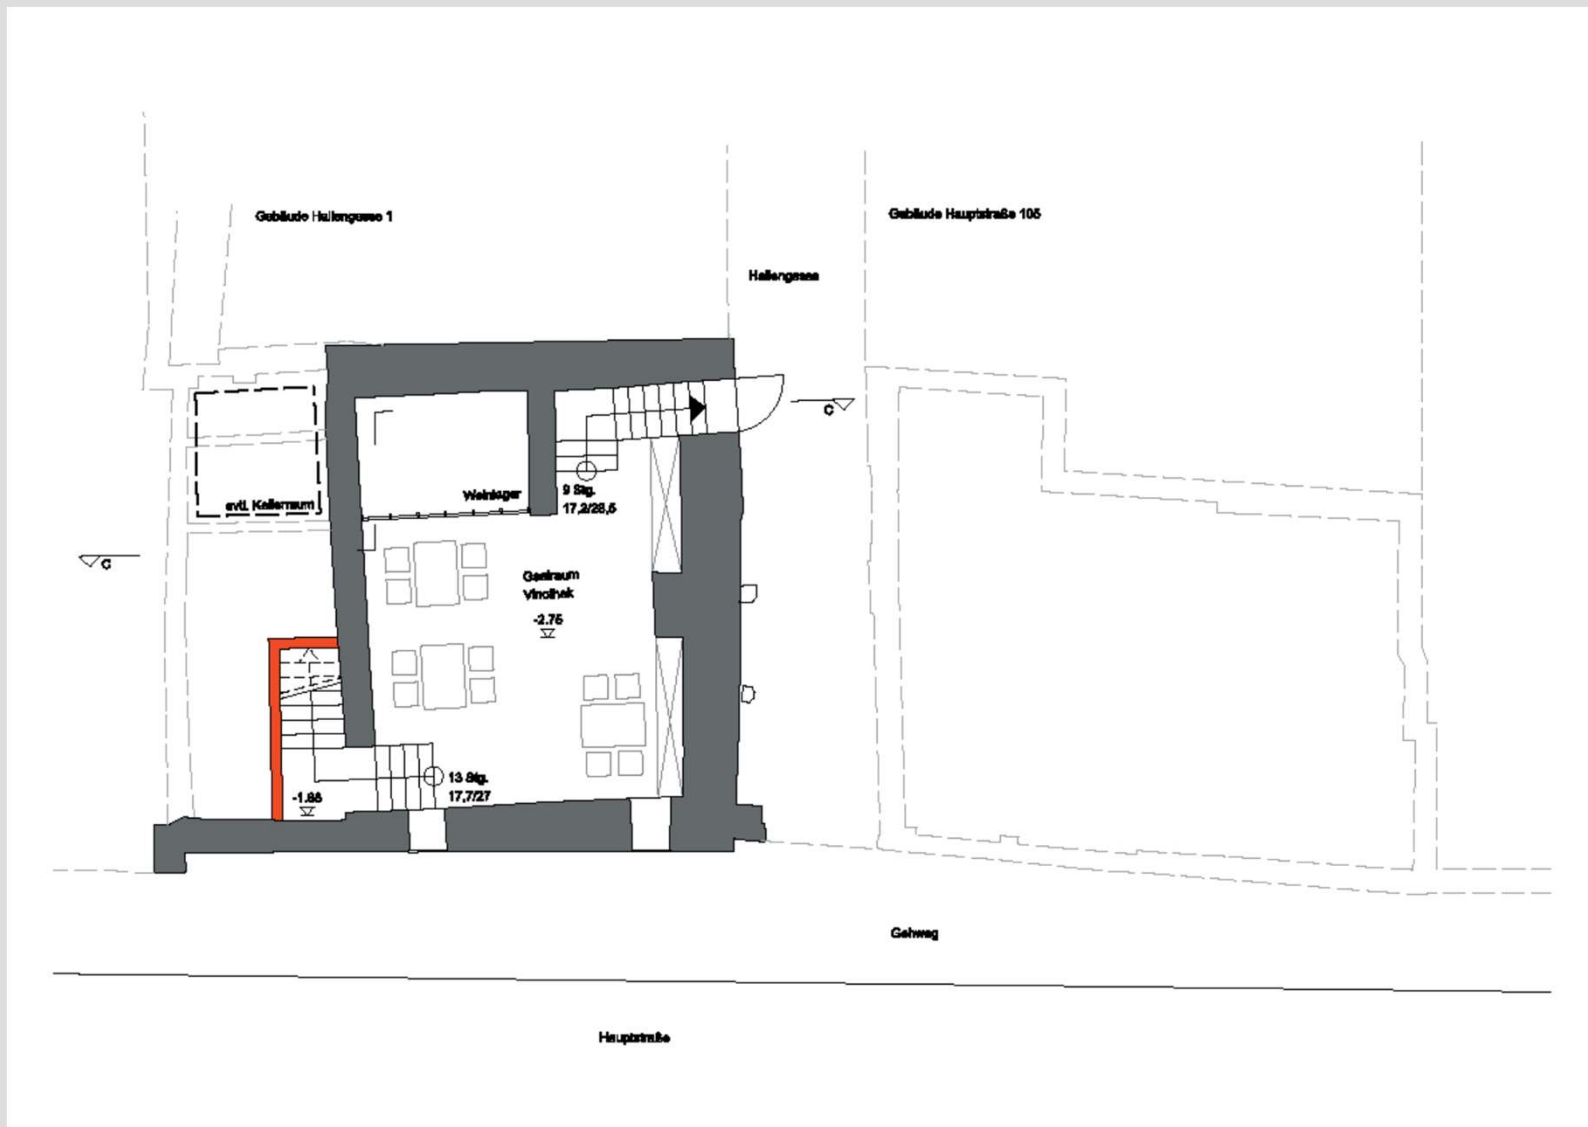 Gebäude Hallengasse 1
Gebäude Hauptstraße 105
Hallengasse
C
Weinlager
9 Stg.
17,2/28,5
evtl. Kellerraum
C
Gastraum
Vinothek
-2.75
13 Stg.
17,7/27
-1.88
Gehweg
Hauptstraße